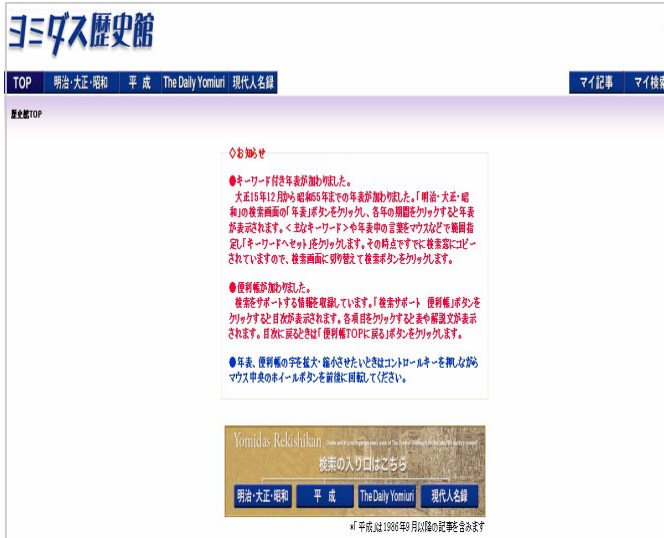 ヨミダス歴史館
TOP 明治・大正・昭和 平 成 The Daily Yomiuri 現代人名録 マイ記事 マイ検索
歴史館TOP
◇お知らせ
●キーワード付き年表が加わりました。
大正15年12月から昭和55年までの年表が加わりました。「明治・大正・昭
和」の検索画面の「年表」ボタンをクリックし、各年の期間をクリックすると年表
が表示されます。＜主なキーワード＞や年表中の言葉をマウスなどで範囲指
定し「キーワードへセット」をクリックします。その時点ですでに検索窓にコピー
されていますので、検索画面に切り替えて検索ボタンをクリックします。
●便利帳が加わりました。
検索をサポートする情報を収録しています。「検索サポート 便利帳」ボタンを
クリックすると目次が表示されます。各項目をクリックすると表や解説文が表示
されます。目次に戻るときは「便利帳TOPに戻る」ボタンをクリックします。
●年表、便利帳の字を拡大・縮小させたいときはコントロールキーを押しながら
マウス中央のホイールボタンを前後に回転してください。
Yomidas Rekishikan
検索の入り口はこちら
明治・大正・昭和 平 成 The Daily Yomiuri 現代人名録
*「平成」は1986年9月以降の記事を含みます